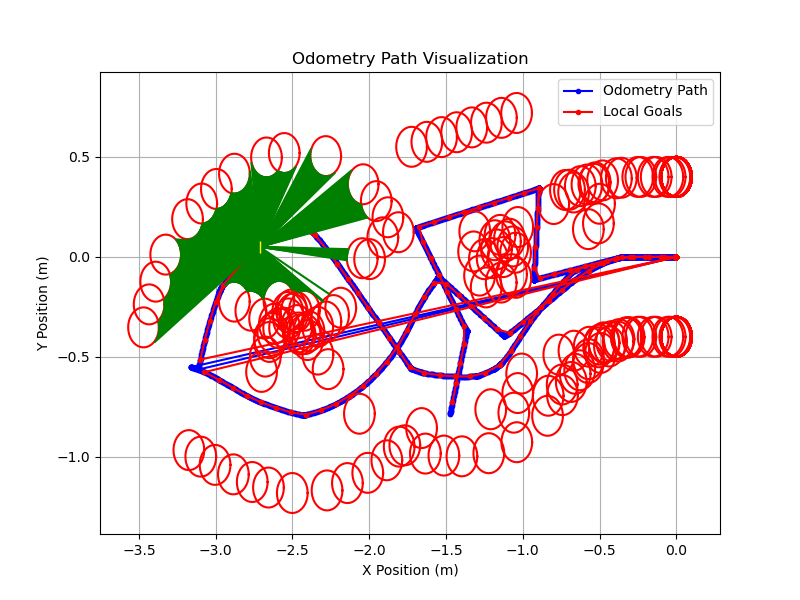 Odometry Path Visualization
Odometry Path
Local Goals
Y Position (m)
0.5
0.0
−0.5
−1.0
−3.5 −3.0 −2.5 −2.0 −1.5 −1.0 −0.5 0.0
X Position (m)